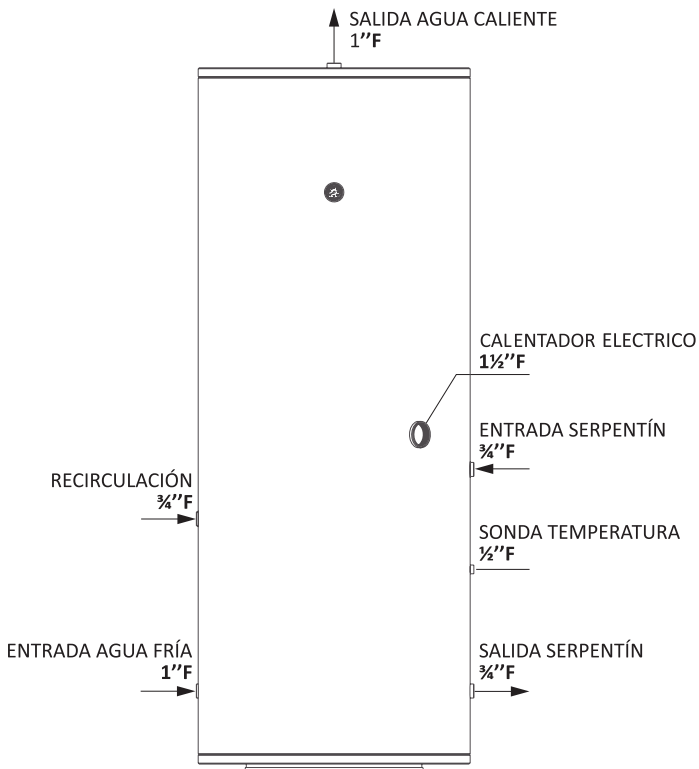 SALIDA AGUA CALIENTE
1’’F
CALENTADOR ELECTRICO
1½’’F
ENTRADA SERPENTÍN
¾’’F
RECIRCULACIÓN
¾’’F
SONDA TEMPERATURA
½’’F
ENTRADA AGUA FRÍA
1’’F
SALIDA SERPENTÍN
¾’’F